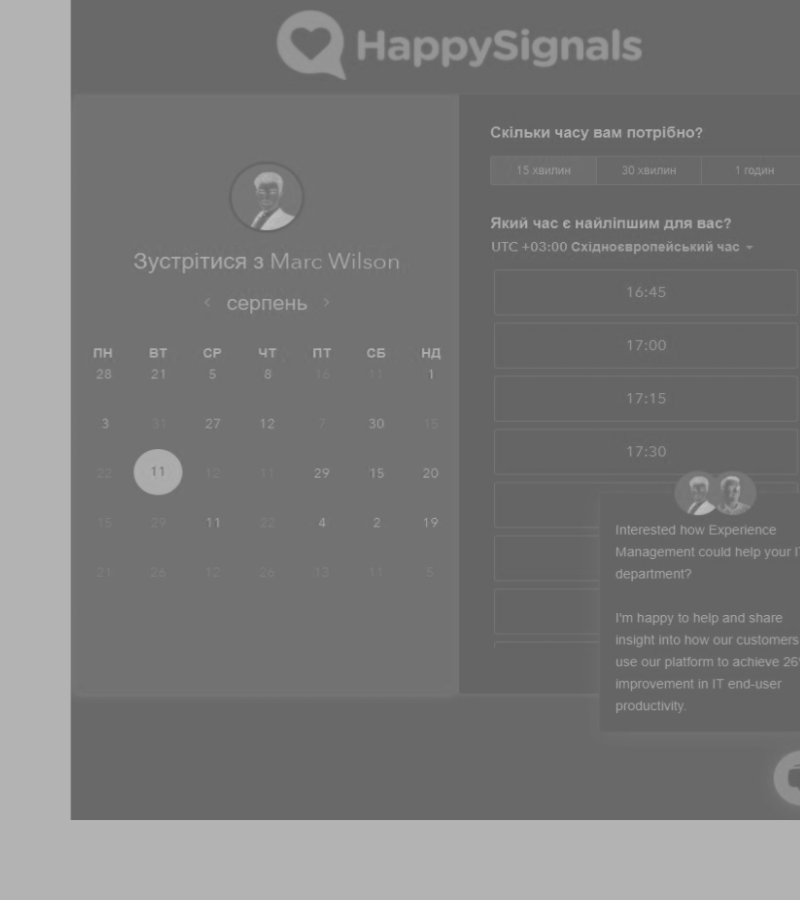 HappySignals
Зустрітися з Marc Wilson
серпень
ПН ВТ СР ЧТ ПТ СБ НД
28 21 5 8 16 11 1
3 31 27 12 7 30 15
22 11 12 11 29 15 20
15 29 11 22 4 2 19
21 26 12 26 13 11 5
Скільки часу вам потрібно?
15 хвилин 30 хвилин 1 годин
Який час є найліпшим для вас?
UTC +03:00 Східноєвропейський час
16:45
17:00
17:15
17:30
Interested how Experience
Management could help your
department?
I'm happy to help and share
insight into how our customers
use our platform to achieve
improvement in IT end-user
productivity.